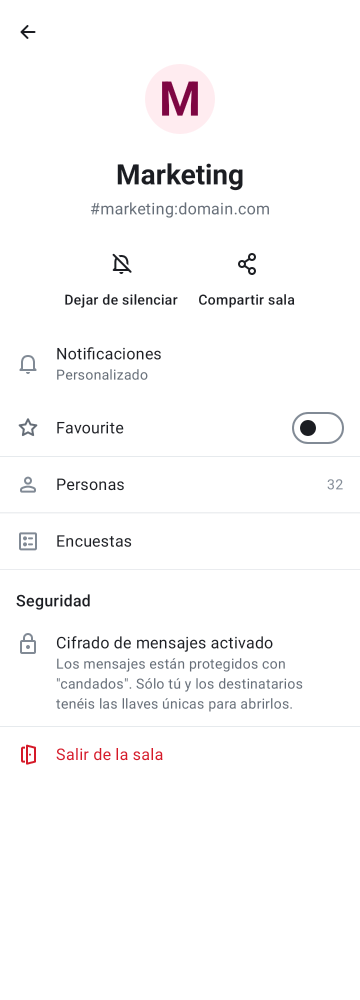 M
Marketing
#marketing:domain.com
Dejar de silenciar
Compartir sala
Notificaciones
Personalizado
Favourite
Personas
32
Encuestas
Seguridad
Cifrado de mensajes activado
Los mensajes están protegidos con
"candados". Sólo tú y los destinatarios
tenéis las llaves únicas para abrirlos.
Salir de la sala